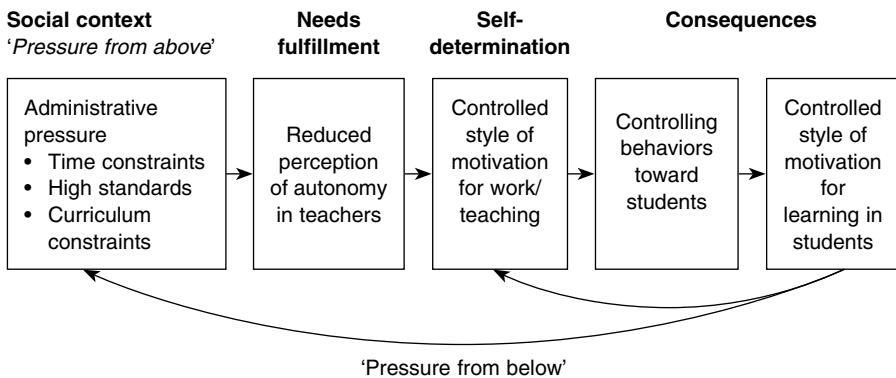 Social context
'Pressure from above'
Needs
fulfillment
Self-
determination
Consequences
Administrative
pressure
• Time constraints
• High standards
• Curriculum
constraints
Reduced
perception
of autonomy
in teachers
Controlled
style of
motivation
for work/
teaching
Controlling
behaviors
toward
students
Controlled
style of
motivation
for
learning in
students
'Pressure from below'